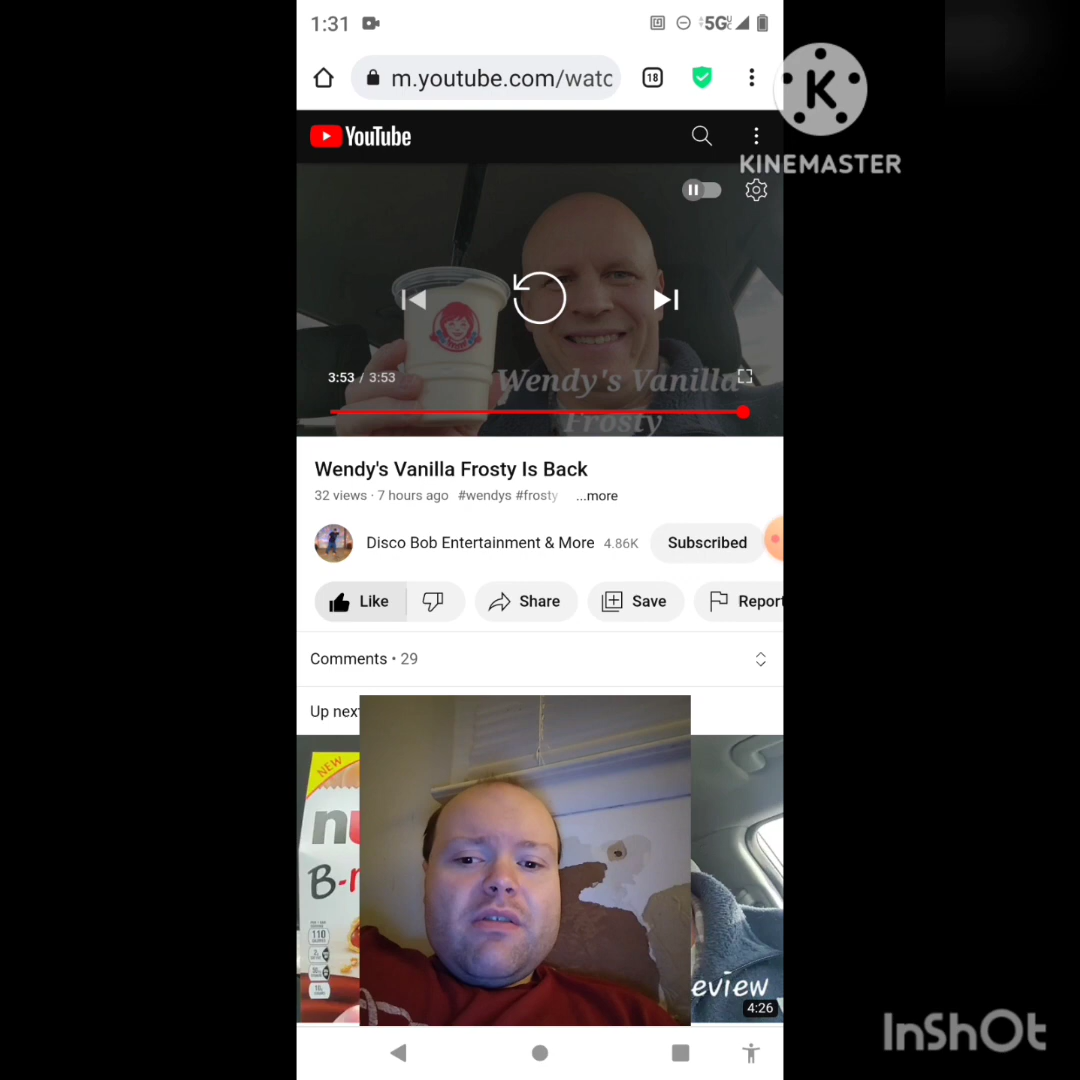 1:31
5G
m.youtube.com/watc
18
KINEMASTER
YouTube
3:53 / 3:53
Wendy's Vanilla
Frosty
Wendy's Vanilla Frosty Is Back
32 views · 7 hours ago #wendys #frosty ...more
Disco Bob Entertainment & More 4.86K Subscribed
Like Share Save Report
Comments • 29
Up next
NEW
B-r
110
eview
4:26
InShOt